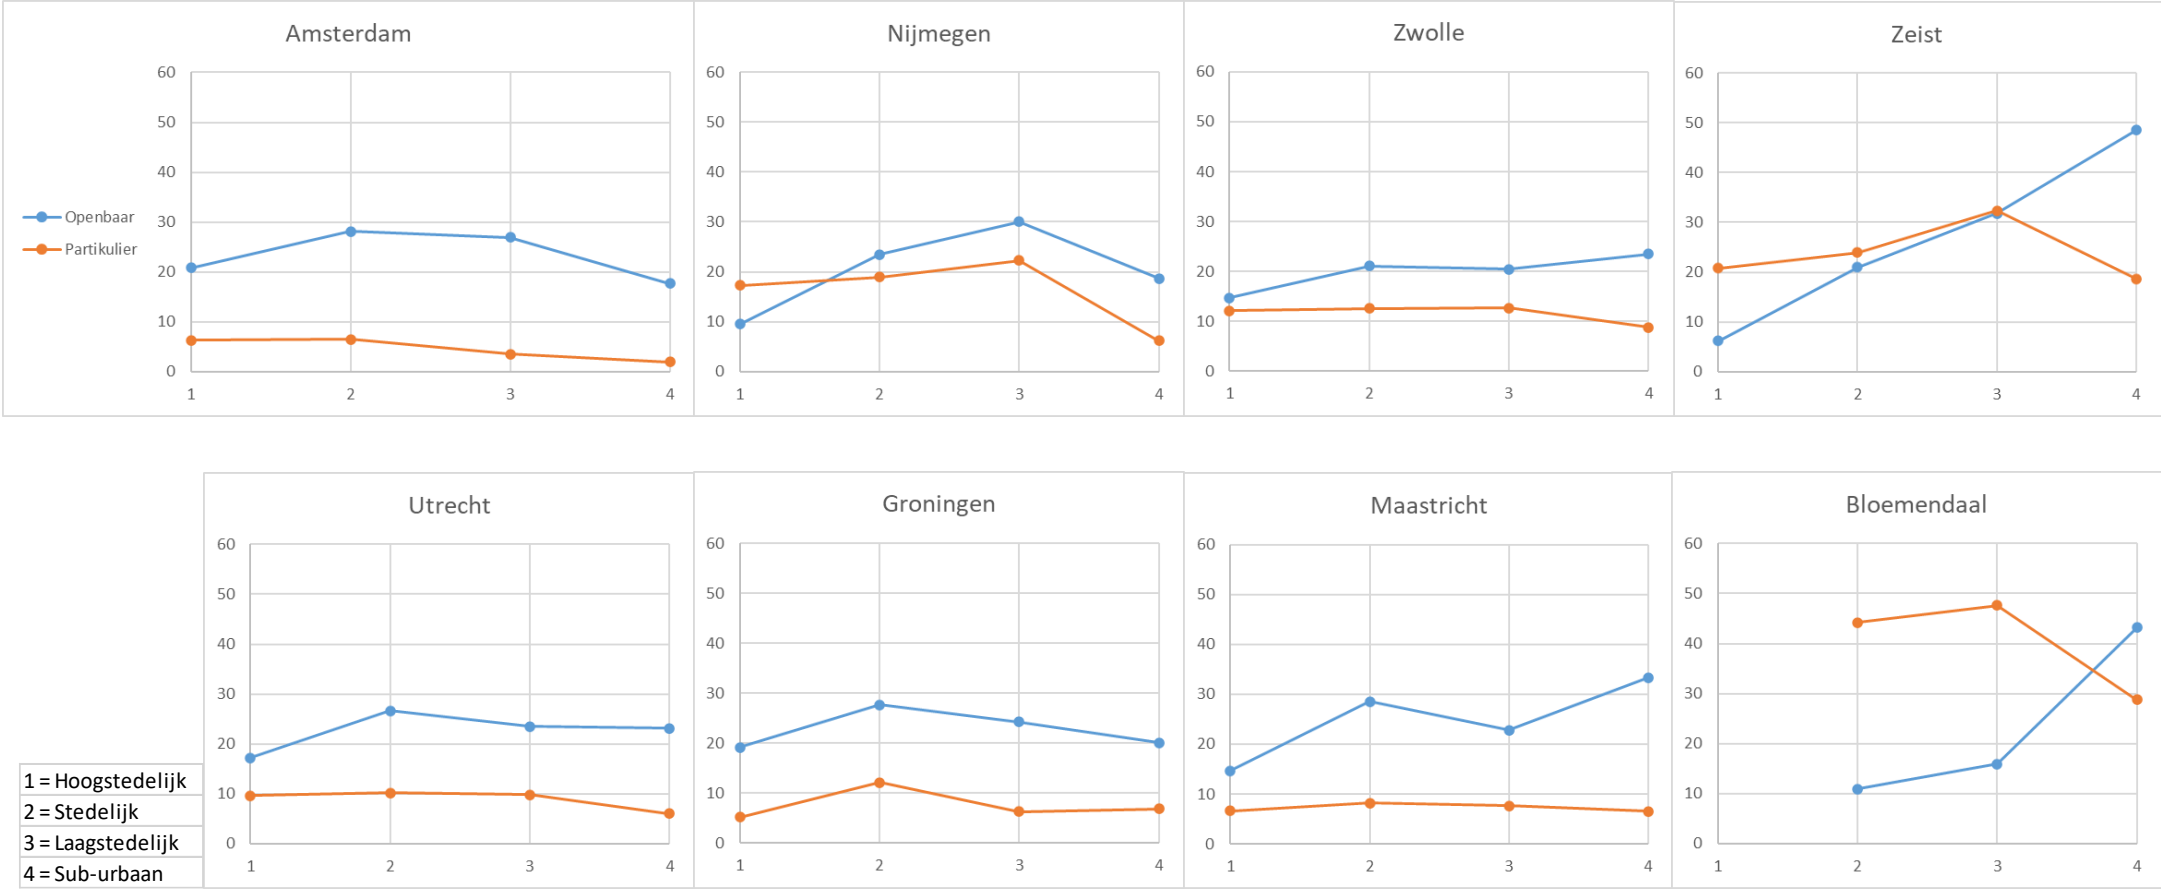 Amsterdam
60
50
40
30
20
10
0
1 2 3 4
Openbaar
Partikulier
Nijmegen
60
50
40
30
20
10
0
1 2 3 4
Zwolle
60
50
40
30
20
10
0
1 2 3 4
Zeist
60
50
40
30
20
10
0
1 2 3 4
Utrecht
60
50
40
30
20
10
0
1 2 3 4
Groningen
60
50
40
30
20
10
0
1 2 3 4
Maastricht
60
50
40
30
20
10
0
1 2 3 4
Bloemendaal
60
50
40
30
20
10
0
1 2 3 4
1 = Hoogstedelijk
2 = Stedelijk
3 = Laagstedelijk
4 = Sub-urbaan